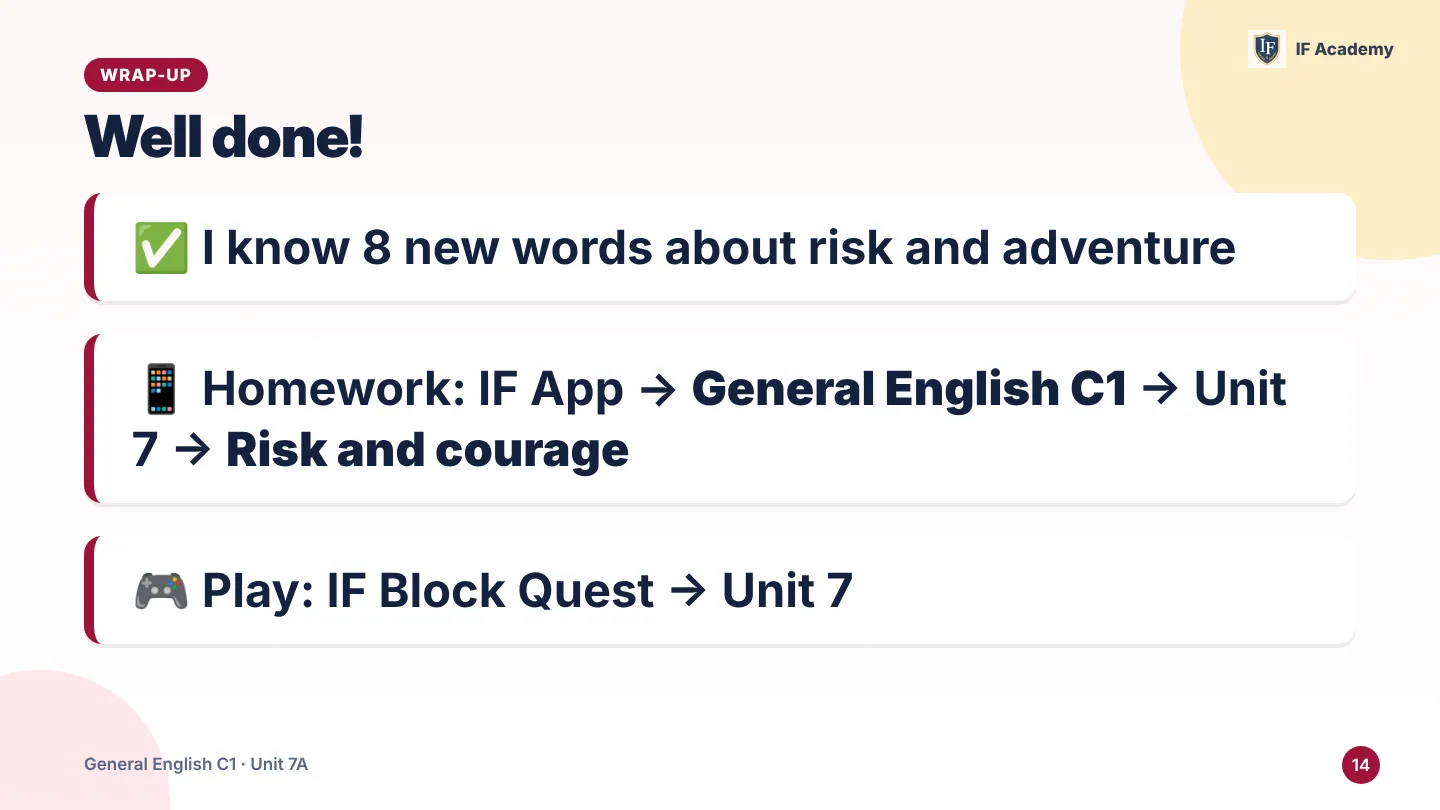 IF Academy
WRAP-UP
Well done!
✅ I know 8 new words about risk and adventure
📱 Homework: IF App → General English C1 → Unit
7 → Risk and courage
🎮 Play: IF Block Quest → Unit 7
General English C1 · Unit 7A
14